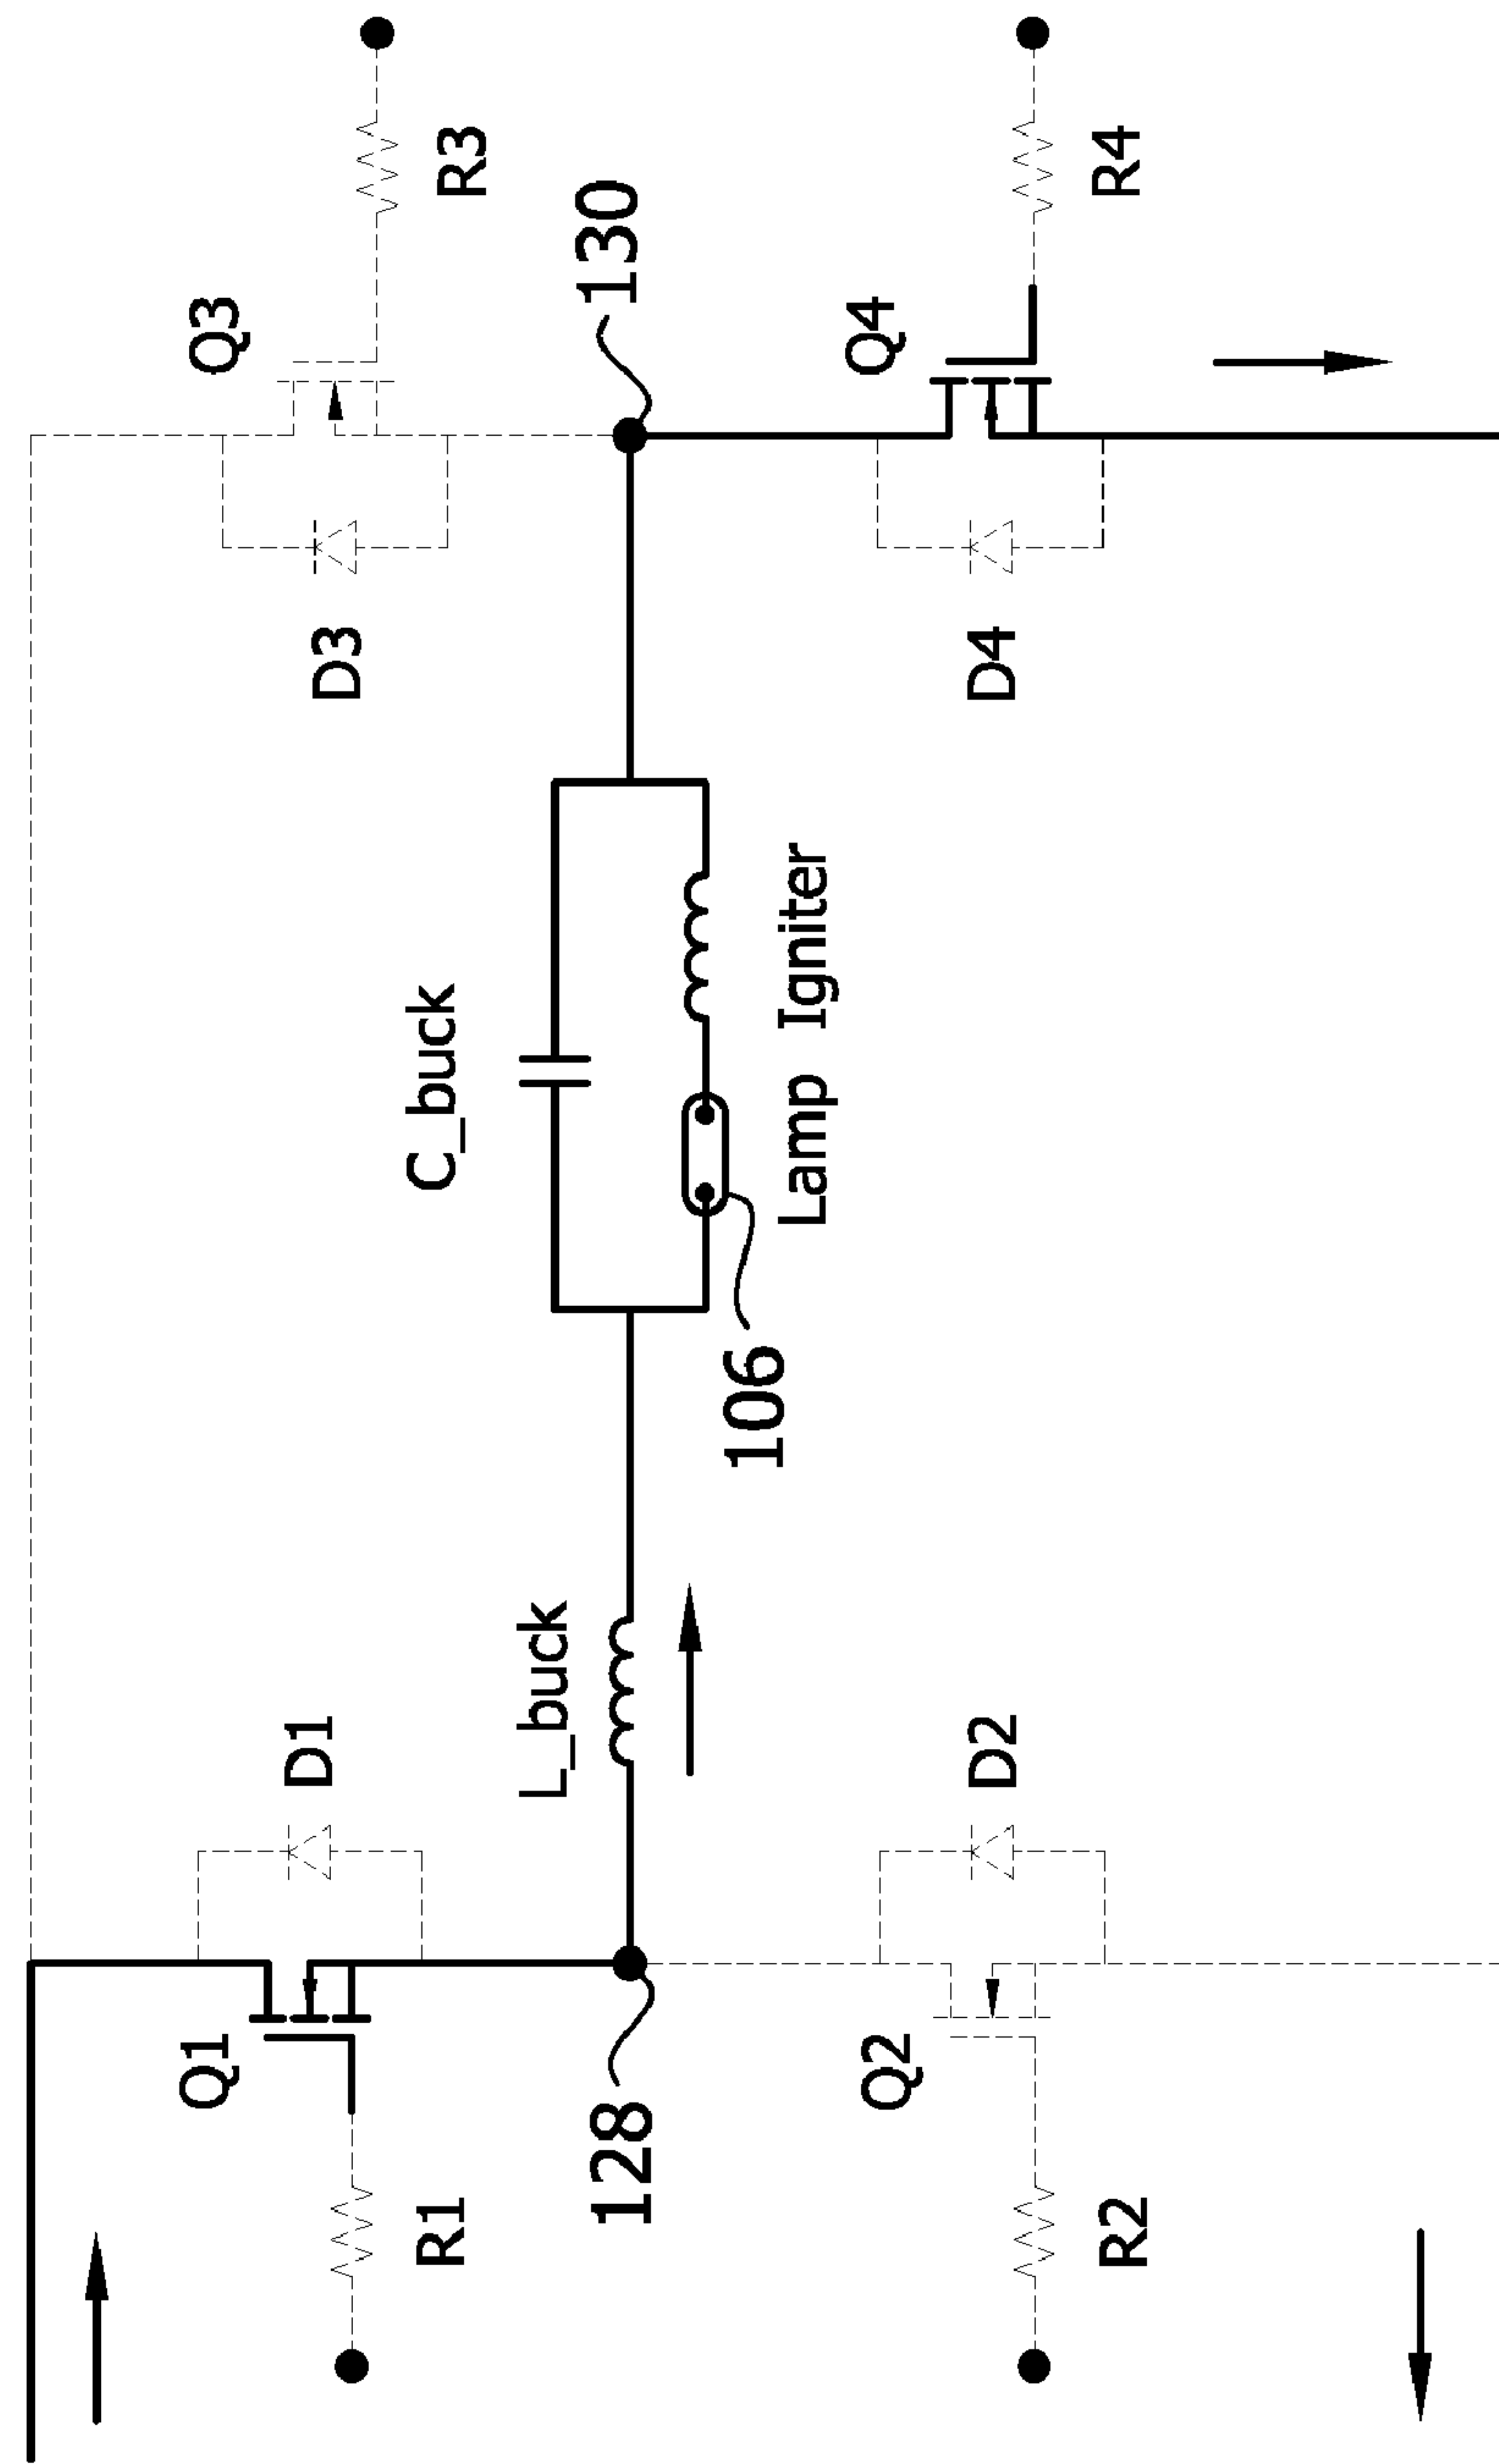 Q1
D1
R1
128
L_buck
C_buck
106
Lamp Igniter
Q3
D3
R3
130
Q2
D2
R2
Q4
D4
R4